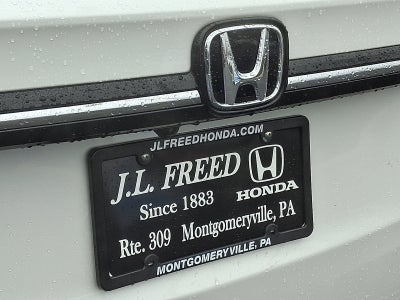 JLFREEDHONDA.COM
J.L. FREED
HONDA
Since 1883
Rte. 309 Montgomeryville, PA
MONTGOMERYVILLE, PA